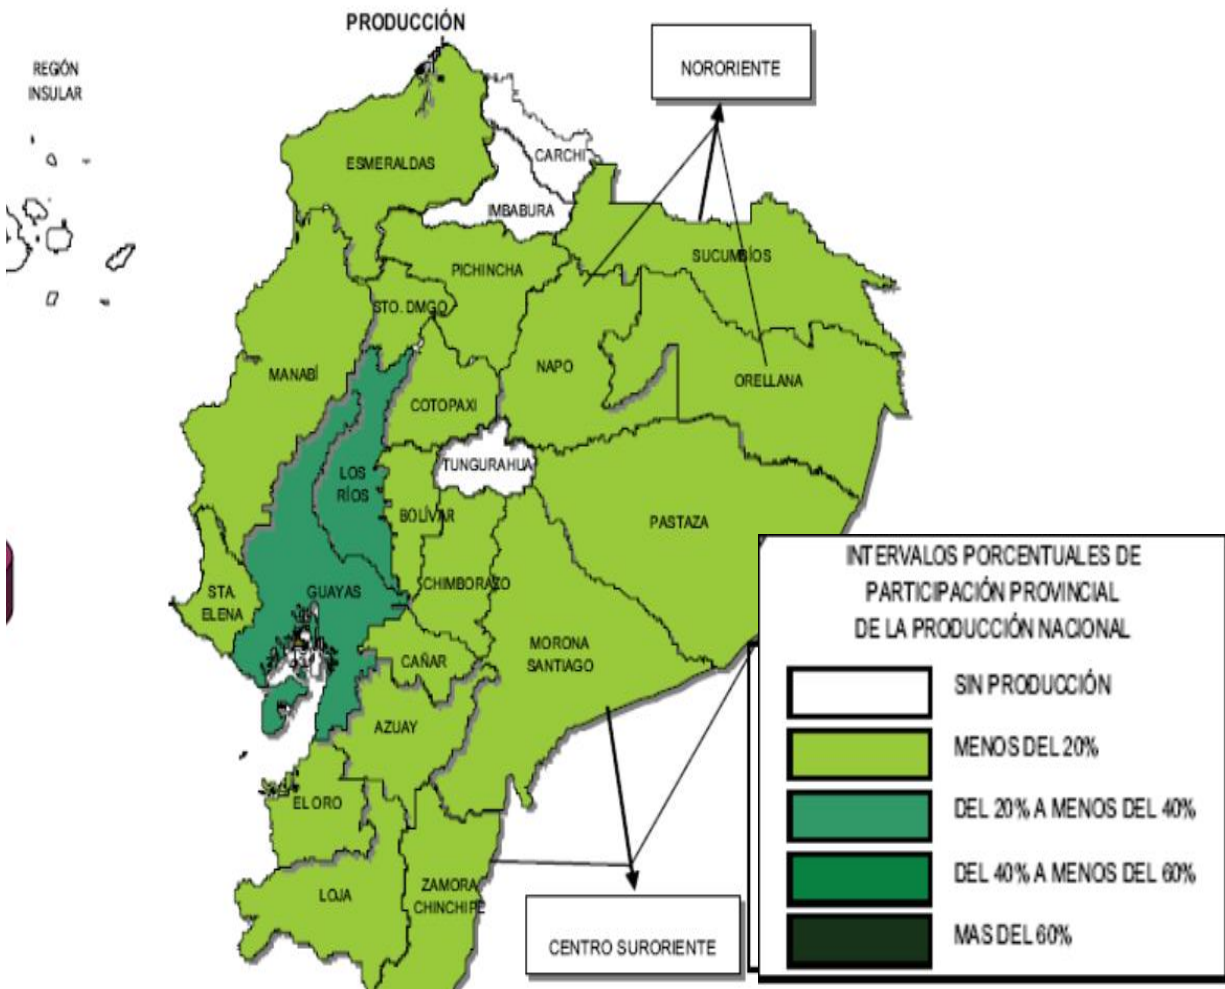 PRODUCCIÓN
REGIÓN
INSULAR
NORORIENTE
CARCHI
ESMERALDAS
IMBABURA
SUCUMBÍOS
PICHINCHA
STO. DMGO
NAPO
MANABÍ
ORELLANA
COTOPAXI
TUNGURAHUA
LOS
RÍOS
BOLÍVAR
PASTAZA
STA.
ELENA
GUAYAS
CHIMBORAZO
MORONA
SANTIAGO
CAÑAR
AZUAY
EL ORO
LOJA
ZAMORA
CHINCHIPE
CENTRO SURORIENTE
INTERVALOS PORCENTUALES DE
PARTICIPACIÓN PROVINCIAL
DE LA PRODUCCIÓN NACIONAL
SIN PRODUCCIÓN
MENOS DEL 20%
DEL 20% A MENOS DEL 40%
DEL 40% A MENOS DEL 60%
MAS DEL 60%